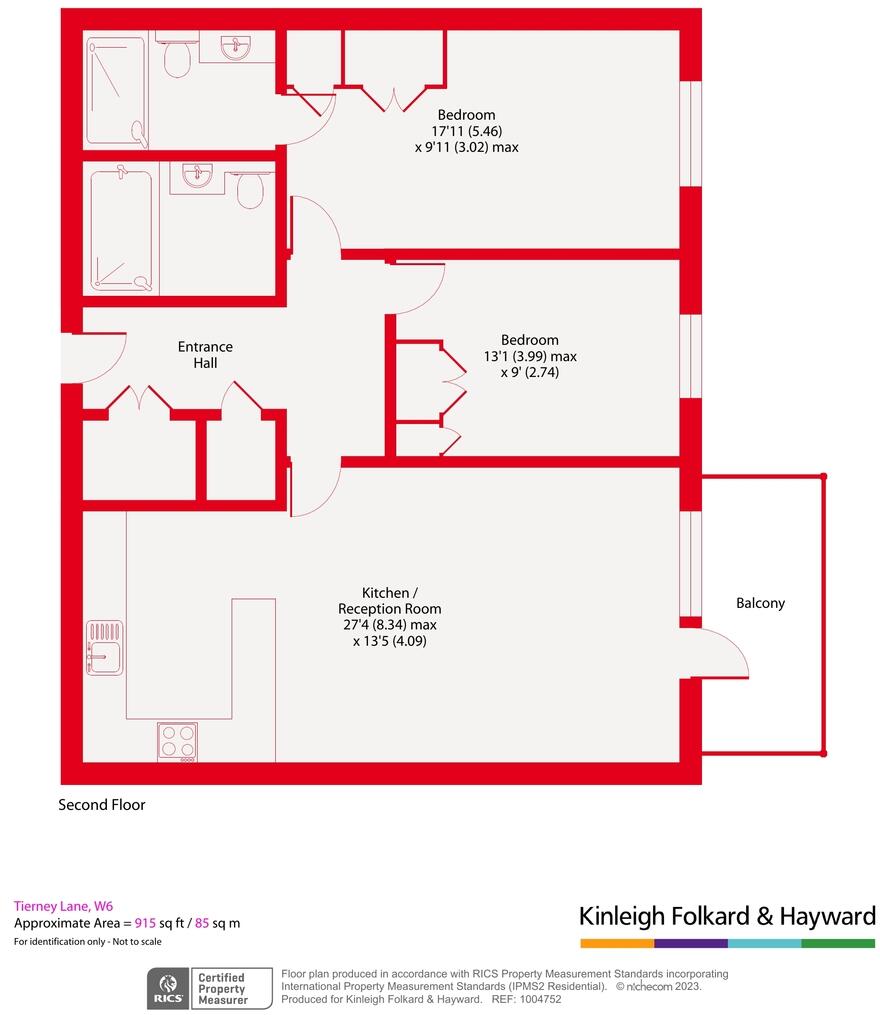 Bedroom
17'11 (5.46)
x 9'11 (3.02) max
Bedroom
13'1 (3.99) max
x 9' (2.74)
Entrance
Hall
Kitchen /
Reception Room
27'4 (8.34) max
x 13'5 (4.09)
Balcony
Second Floor
Tierney Lane, W6
Approximate Area = 915 sq ft / 85 sq m
For identification only - Not to scale
Kinleigh Folkard & Hayward
RICS
Certified
Property
Measurer
Floor plan produced in accordance with RICS Property Measurement Standards incorporating
International Property Measurement Standards (IPMS2 Residential). © nichecom 2023.
Produced for Kinleigh Folkard & Hayward. REF: 1004752